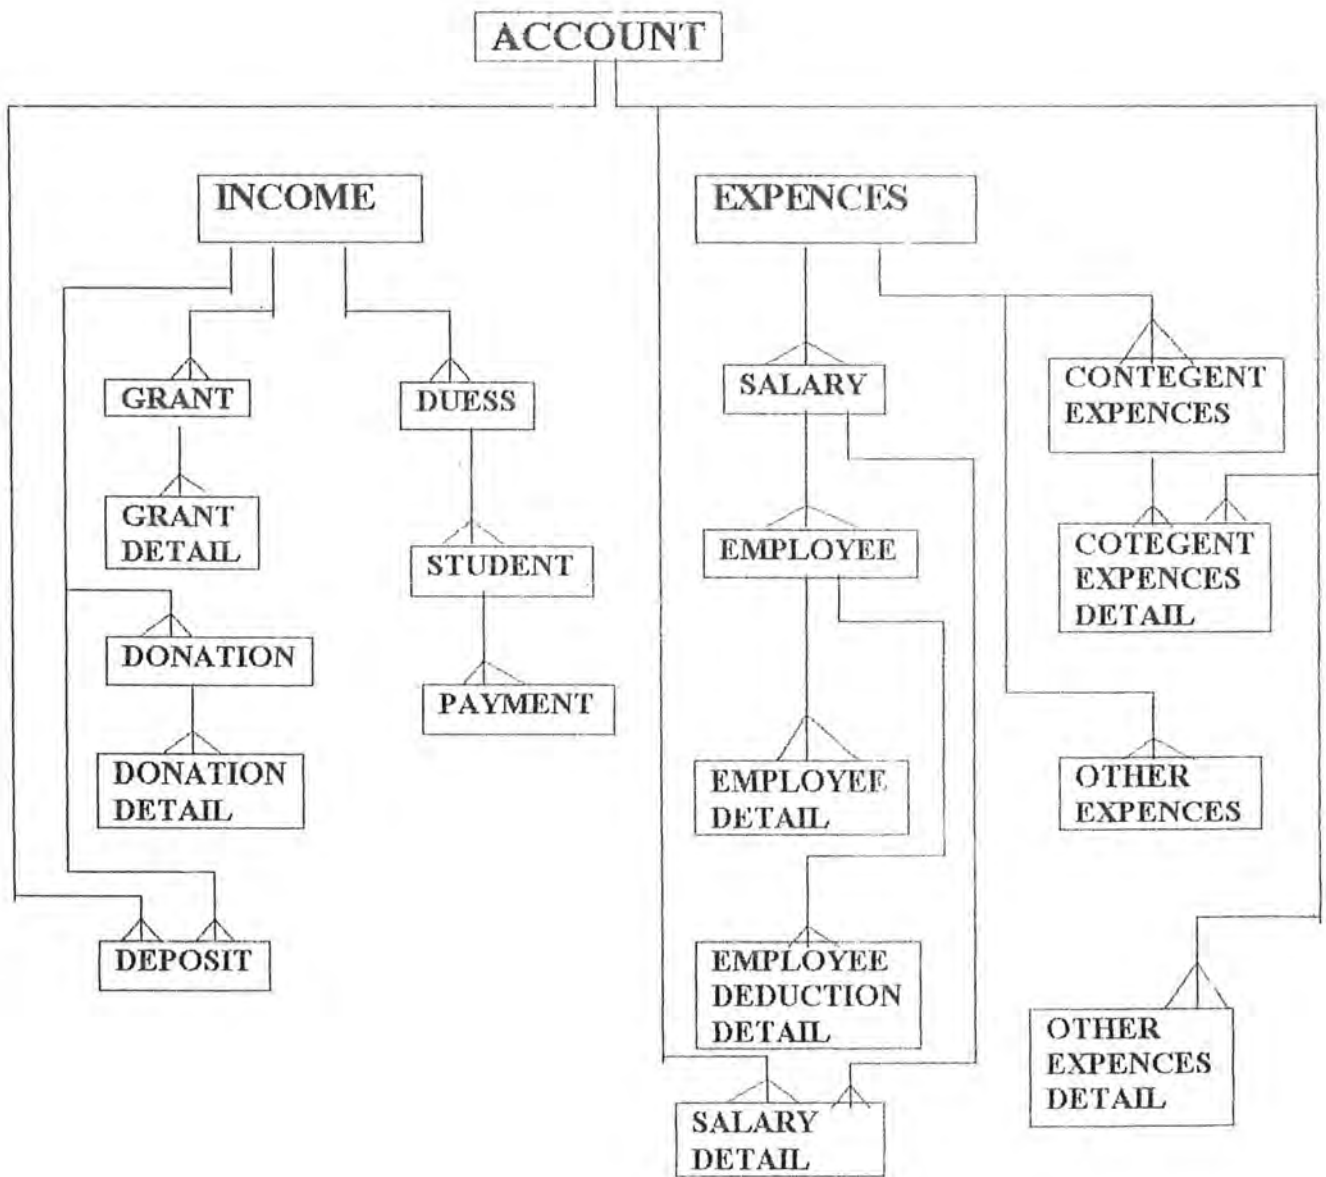 ACCOUNT
INCOME
EXPENCES
GRANT
DUESS
SALARY
CONTEGENT
EXPENCES
GRANT
DETAIL
STUDENT
EMPLOYEE
COTEGENT
EXPENCES
DETAIL
DONATION
PAYMENT
DONATION
DETAIL
EMPLOYEE
DETAIL
OTHER
EXPENCES
DEPOSIT
EMPLOYEE
DEDUCTION
DETAIL
OTHER
EXPENCES
DETAIL
SALARY
DETAIL